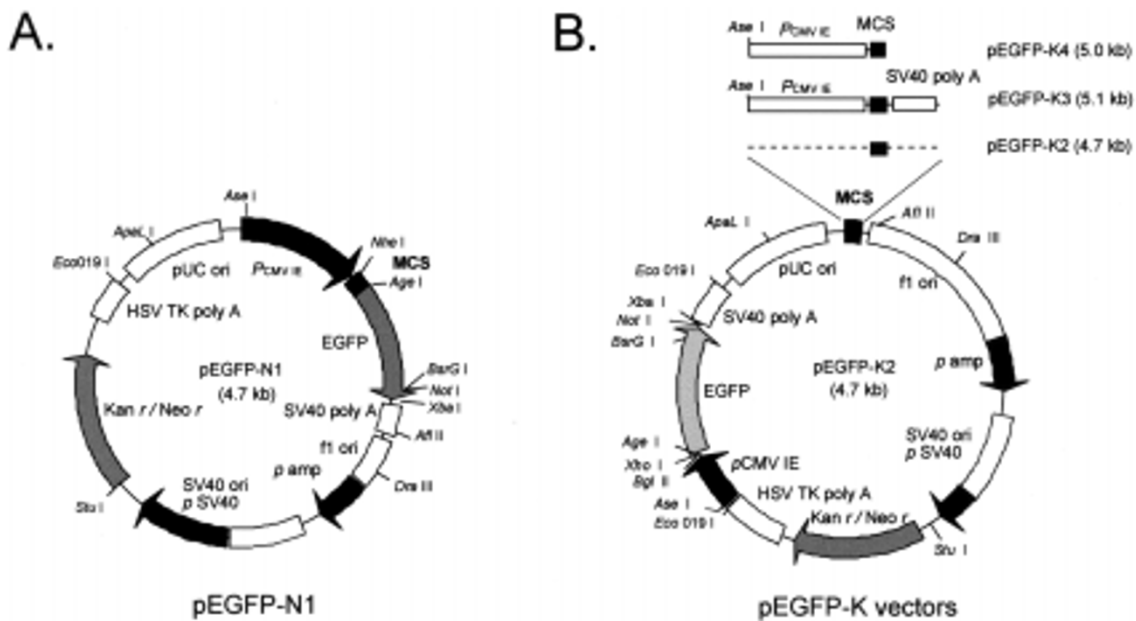 A.
Ase I
ApaL I
Nhe I
MCS
Eco019 I
pUC ori
PCMV IE
Age I
HSV TK poly A
EGFP
pEGFP-N1
(4.7 kb)
BsrG I
Not I
Xba I
Kan r / Neo r
SV40 poly A
Afl II
f1 ori
p amp
Dra III
SV40 ori
p SV40
Stu I
pEGFP-N1
B.
Ase I
PCMV IE
MCS
pEGFP-K4 (5.0 kb)
SV40 poly A
Ase I
PCMV IE
pEGFP-K3 (5.1 kb)
pEGFP-K2 (4.7 kb)
MCS
ApaL I
Afl II
Dra III
Eco 019 I
pUC ori
f1 ori
Xba I
Not I
BsrG I
SV40 poly A
p amp
pEGFP-K2
(4.7 kb)
EGFP
SV40 ori
p SV40
Age I
Xho I
Bgl II
pCMV IE
HSV TK poly A
Ase I
Eco 019 I
Kan r / Neo r
Stu I
pEGFP-K vectors